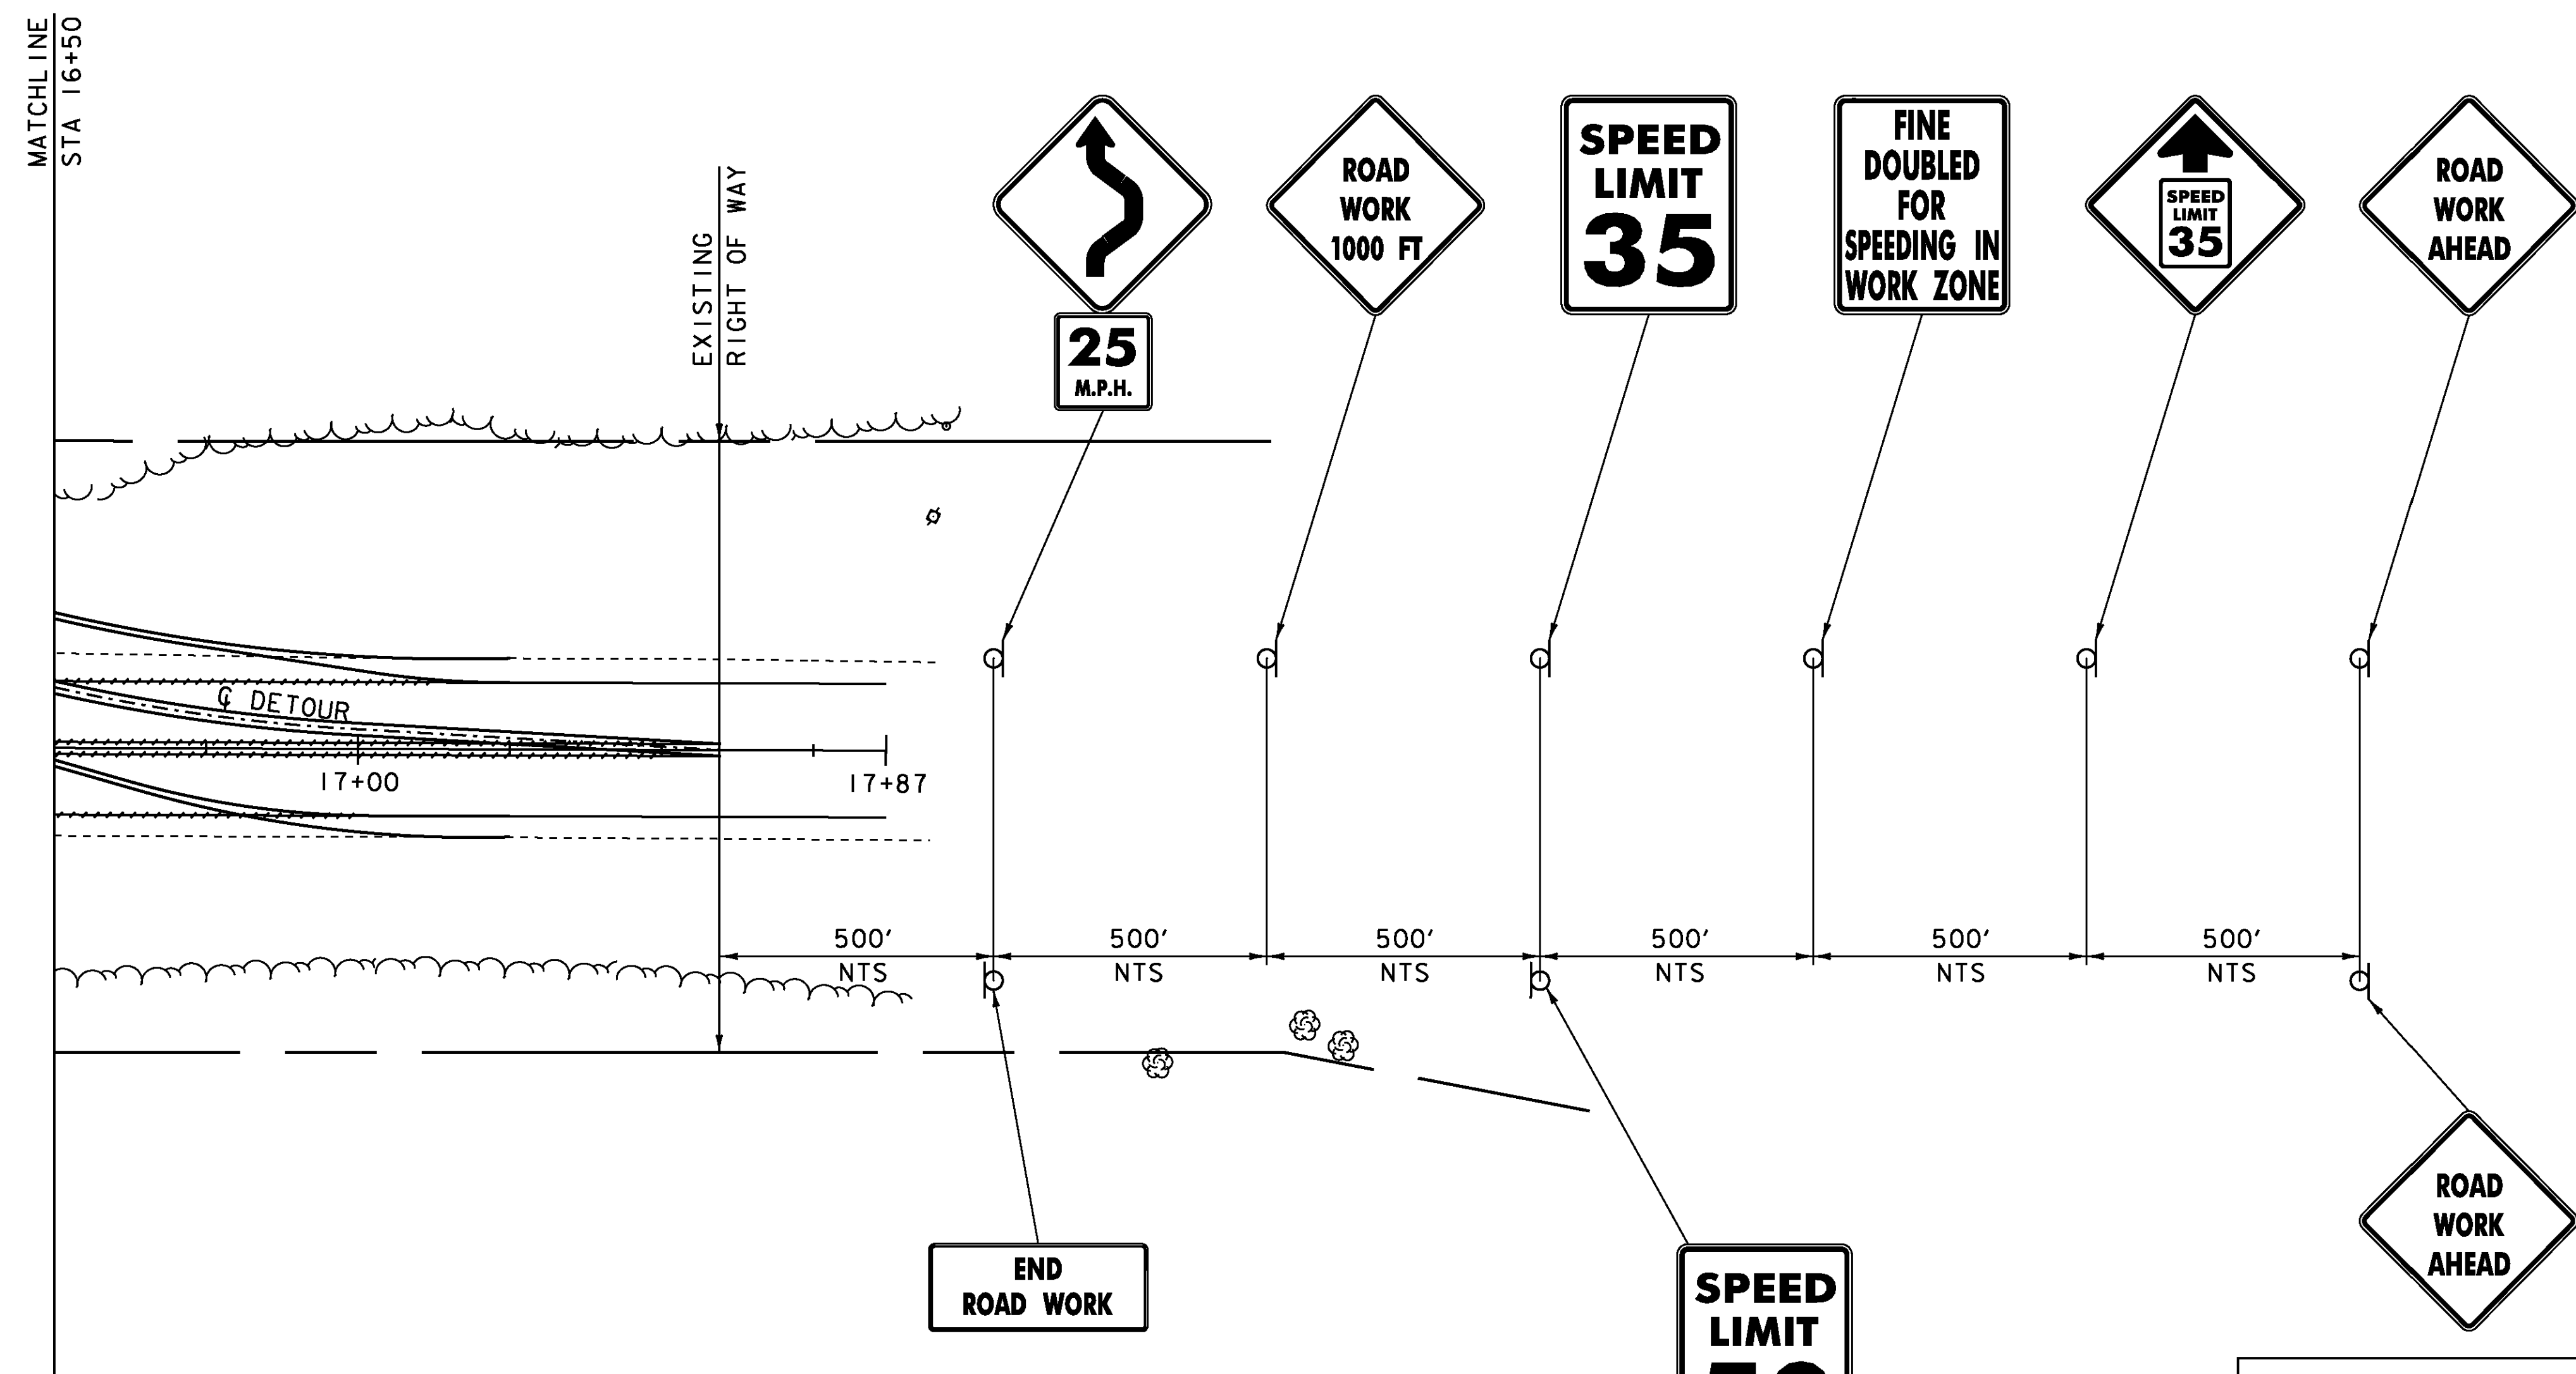 MATCHLINE
STA 16+50
EXISTING
RIGHT OF WAY
25
M.P.H.
ROAD
WORK
1000 FT
SPEED
LIMIT
35
FINE
DOUBLED
FOR
SPEEDING IN
WORK ZONE
SPEED
LIMIT
35
ROAD
WORK
AHEAD
℄ DETOUR
17+00
17+87
500'
NTS
500'
NTS
500'
NTS
500'
NTS
500'
NTS
500'
NTS
END
ROAD WORK
SPEED
LIMIT
ROAD
WORK
AHEAD